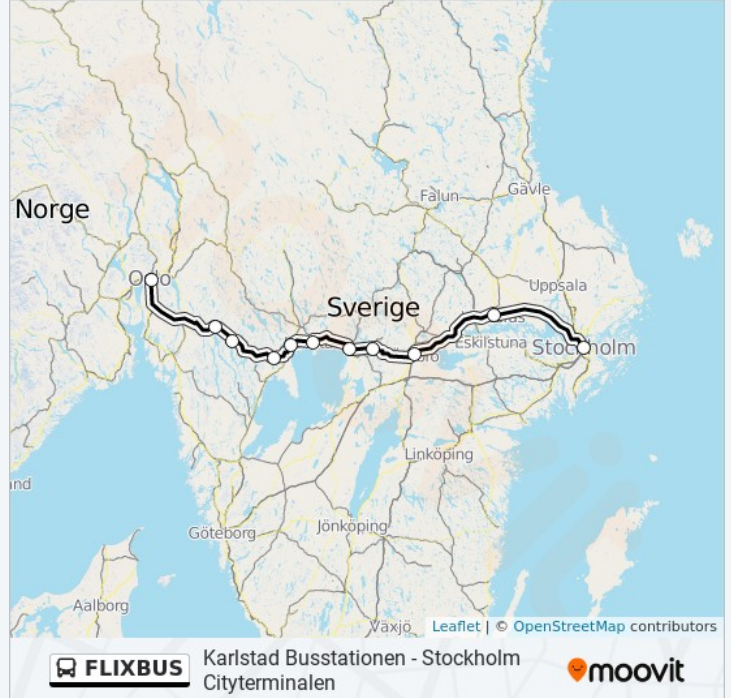 Falun
Gävle
Norge
Oslo
Uppsala
Sverige
Eskilstuna
Stockholm
Linköping
Göteborg
Jönköping
Aalborg
Växjö
Leaflet | © OpenStreetMap contributors
FLIXBUS
Karlstad Busstationen - Stockholm
Cityterminalen
moovit